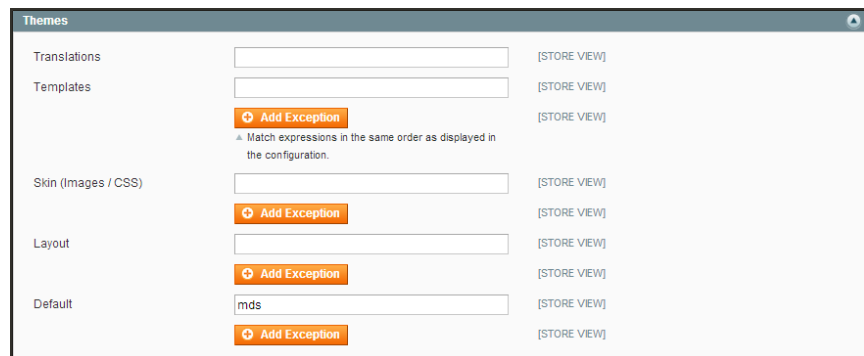 Themes
Translations [STORE VIEW]
Templates [STORE VIEW]
Add Exception [STORE VIEW]
Match expressions in the same order as displayed in
the configuration.
Skin (Images / CSS) [STORE VIEW]
Add Exception [STORE VIEW]
Layout [STORE VIEW]
Add Exception [STORE VIEW]
Default mds [STORE VIEW]
Add Exception [STORE VIEW]